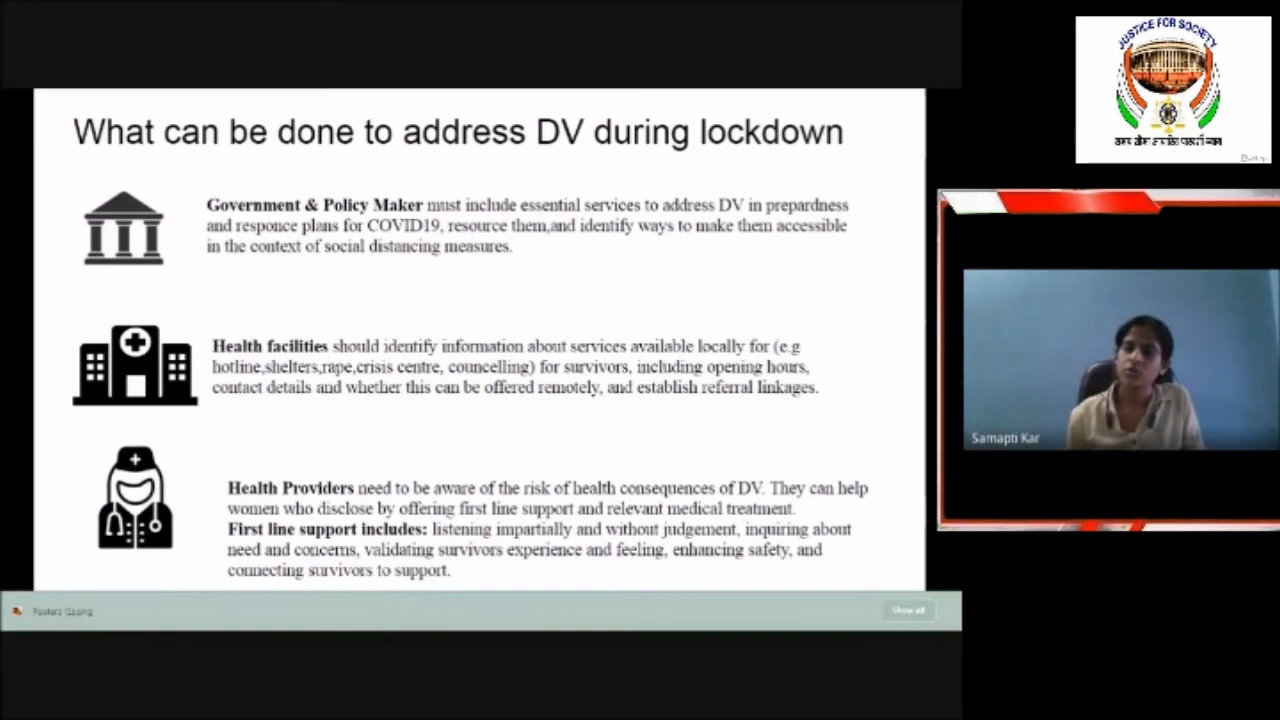 What can be done to address DV during lockdown
Government & Policy Maker must include essential services to address DV in prepardness
and responce plans for COVID19, resource them,and identify ways to make them accessible
in the context of social distancing measures.
Health facilities should identify information about services available locally for (e.g
hotline,shelters,rape,crisis centre, councelling) for survivors, including opening hours,
contact details and whether this can be offered remotely, and establish referral linkages.
Health Providers need to be aware of the risk of health consequences of DV. They can help
women who disclose by offering first line support and relevant medical treatment.
First line support includes: listening impartially and without judgement, inquiring about
need and concerns, validating survivors experience and feeling, enhancing safety, and
connecting survivors to support.
Posters (1).png
Show all
JUSTICE FOR SOCIETY
Samapti Kar